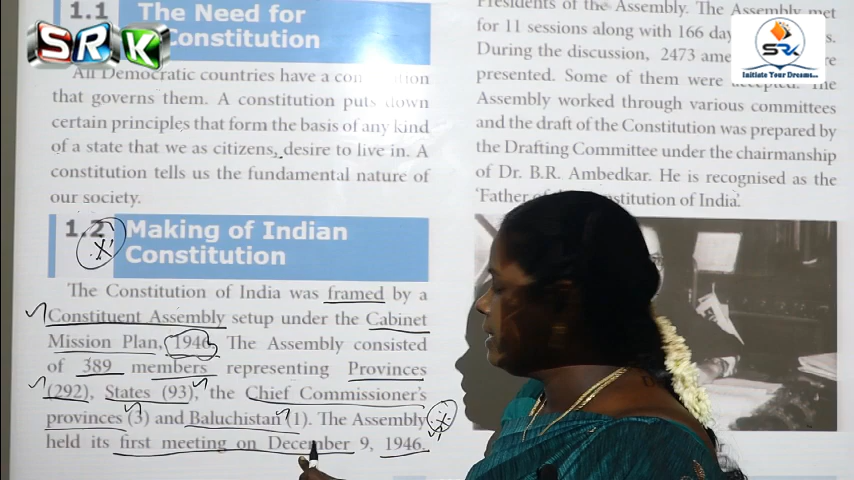 1.1 The Need for
Constitution
All Democratic countries have a
that governs them. A constitution puts down
certain principles that form the basis of any kind
of a state that we as citizens, desire to live in. A
constitution tells us the fundamental nature of
our society.
1.2 Making of Indian
Constitution
The Constitution of India was framed by a
Constituent Assembly setup under the Cabinet
Mission Plan, 1946. The Assembly consisted
of 389 members representing Provinces
(292), States (93), the Chief Commissioner's
provinces (3) and Baluchistan (1). The Assembly
held its first meeting on December 9, 1946.
Presidents of the Assembly. The Assembly met
for 11 sessions along with 166
During the discussion, 2473
presented. Some of them were accepted. The
Assembly worked through various committees
and the draft of the Constitution was prepared by
the Drafting Committee under the chairmanship
of Dr. B.R. Ambedkar. He is recognised as the
'Father of the Constitution of India'.
SRK
SRK
Initiate Your Dreams...